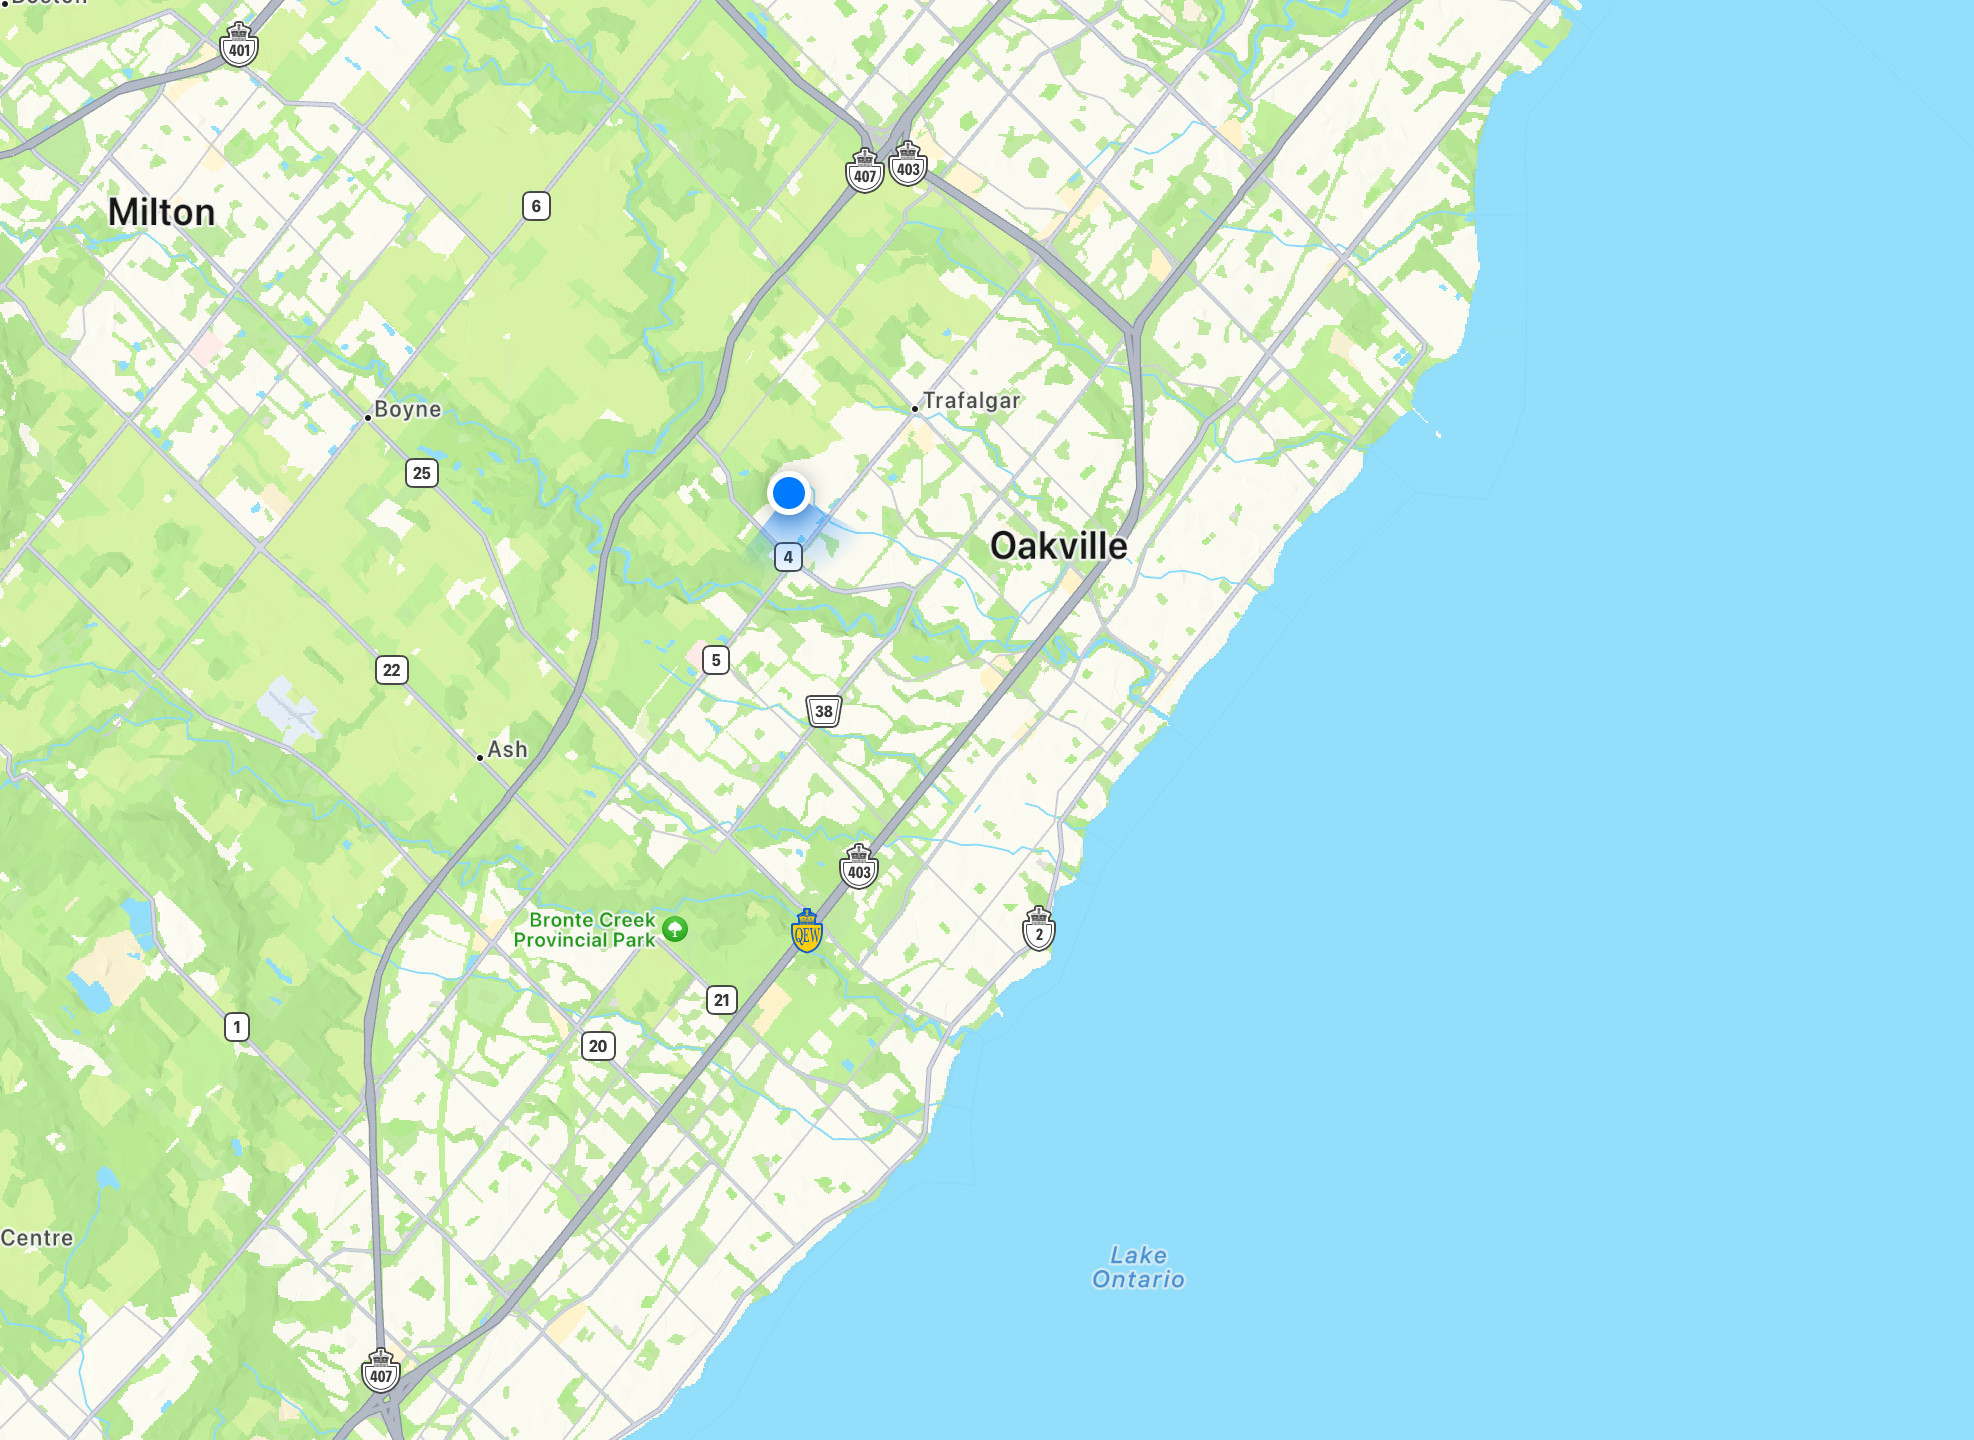 401
407
403
Milton
6
Trafalgar
Boyne
25
Oakville
4
5
22
38
Ash
403
Bronte Creek
Provincial Park
QEW
2
21
1
20
Centre
Lake
Ontario
407